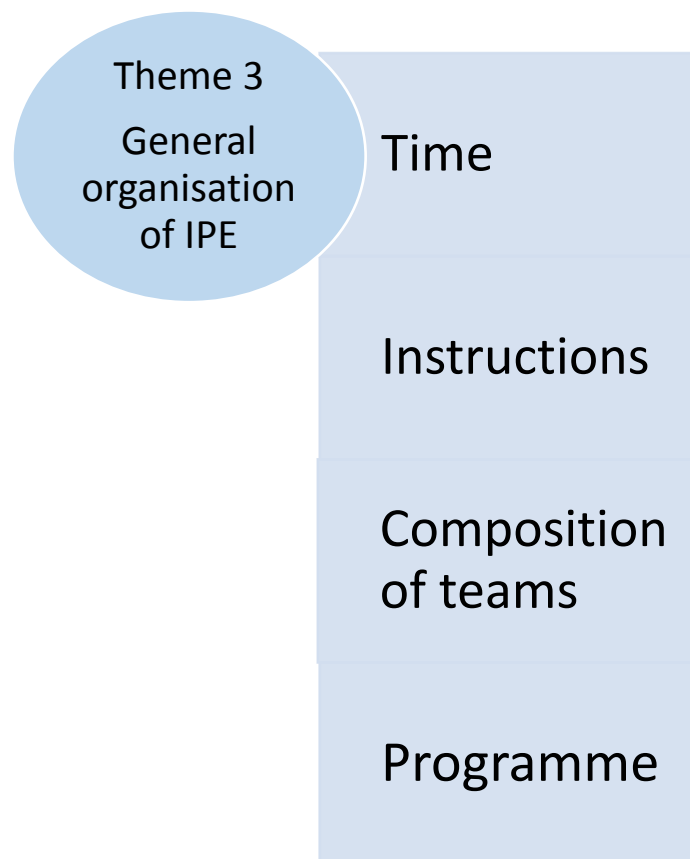 Theme 3
General
organisation
of IPE
Time
Instructions
Composition
of teams
Programme